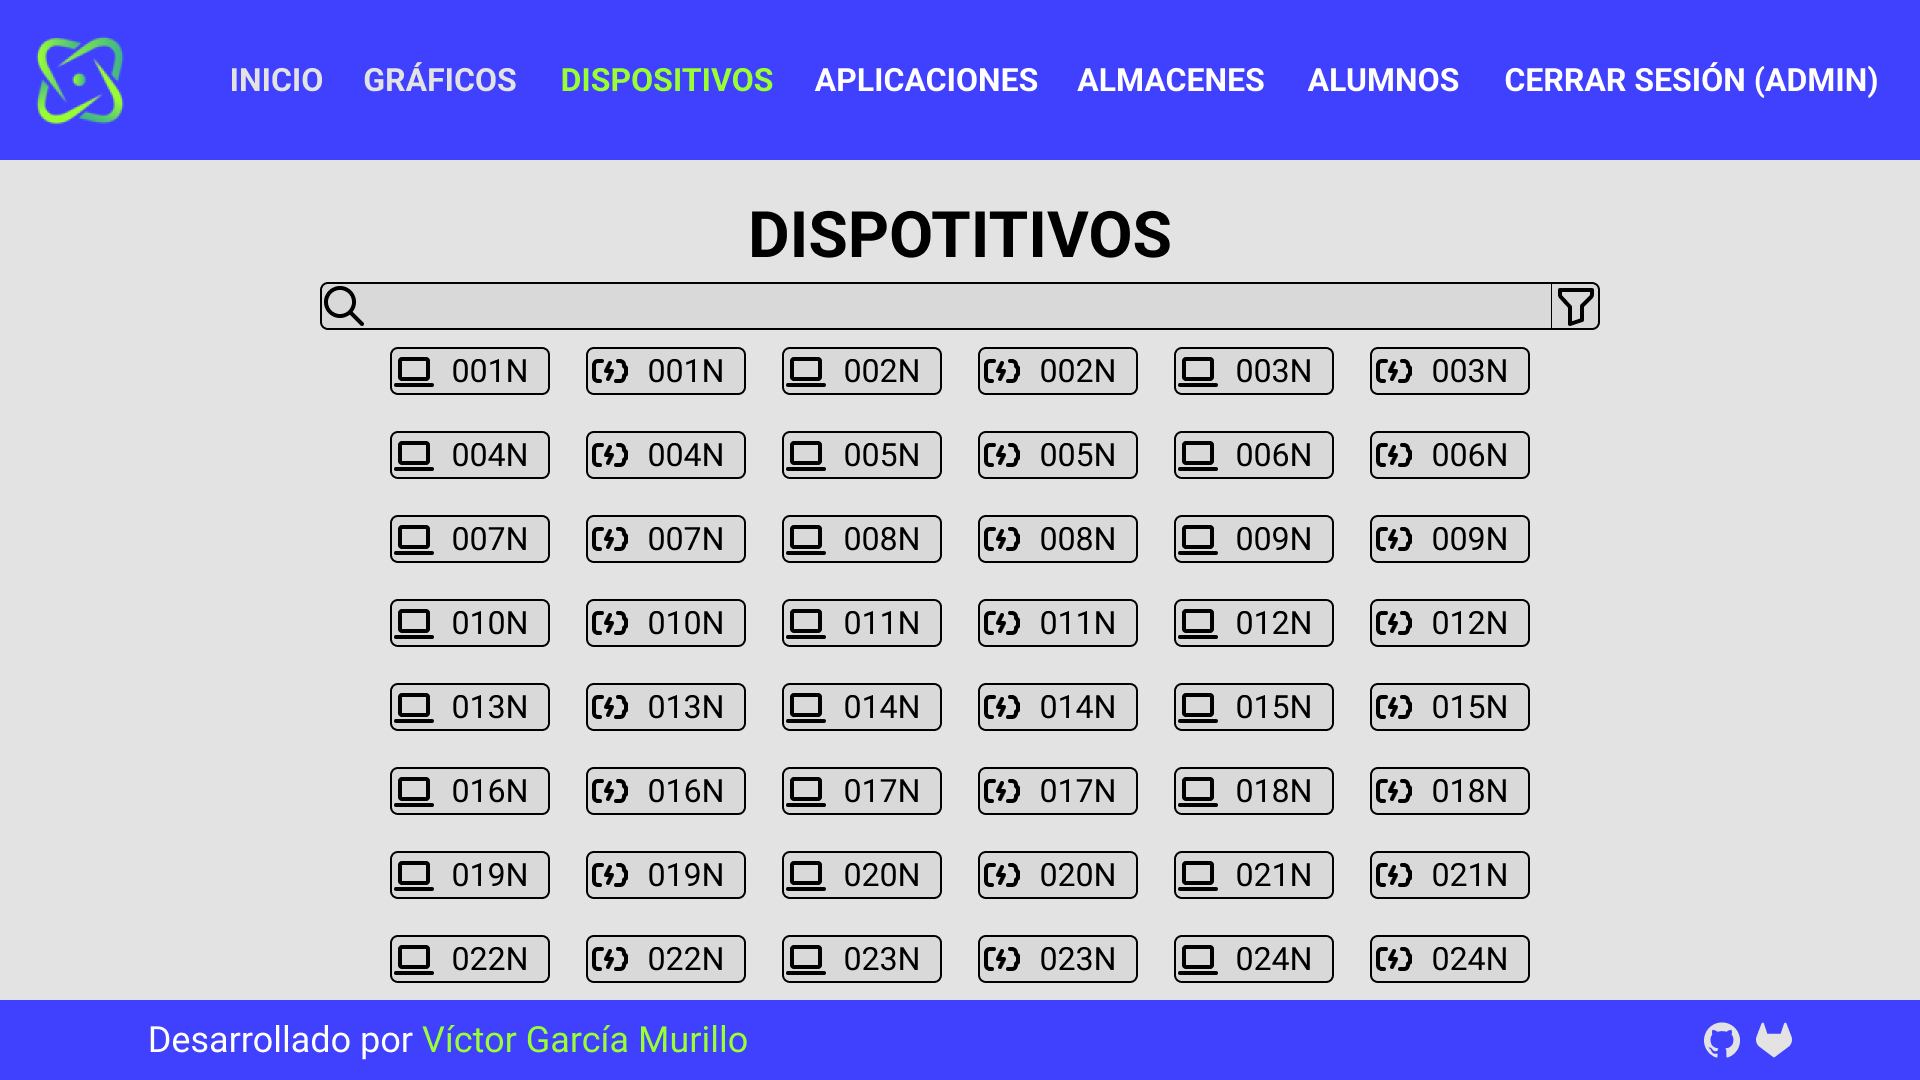 INICIO GRÁFICOS DISPOSITIVOS APLICACIONES ALMACENES ALUMNOS CERRAR SESIÓN (ADMIN)
DISPOTITIVOS
001N 001N 002N 002N 003N 003N
004N 004N 005N 005N 006N 006N
007N 007N 008N 008N 009N 009N
010N 010N 011N 011N 012N 012N
013N 013N 014N 014N 015N 015N
016N 016N 017N 017N 018N 018N
019N 019N 020N 020N 021N 021N
022N 022N 023N 023N 024N 024N
Desarrollado por Víctor García Murillo